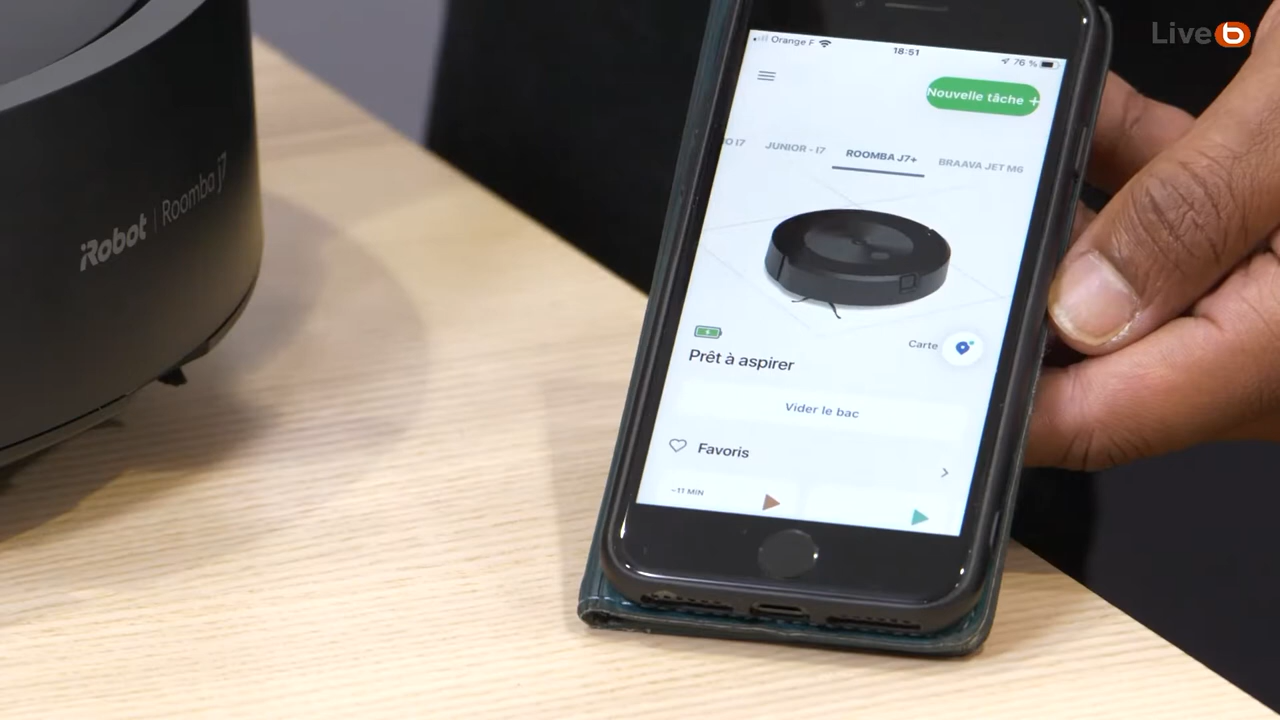 Live b
Orange F
18:51
76 %
Nouvelle tâche +
O I7
JUNIOR - I7
ROOMBA J7+
BRAAVA JET M6
iRobot | Roomba j7
Carte
Prêt à aspirer
Vider le bac
Favoris
~11 MIN